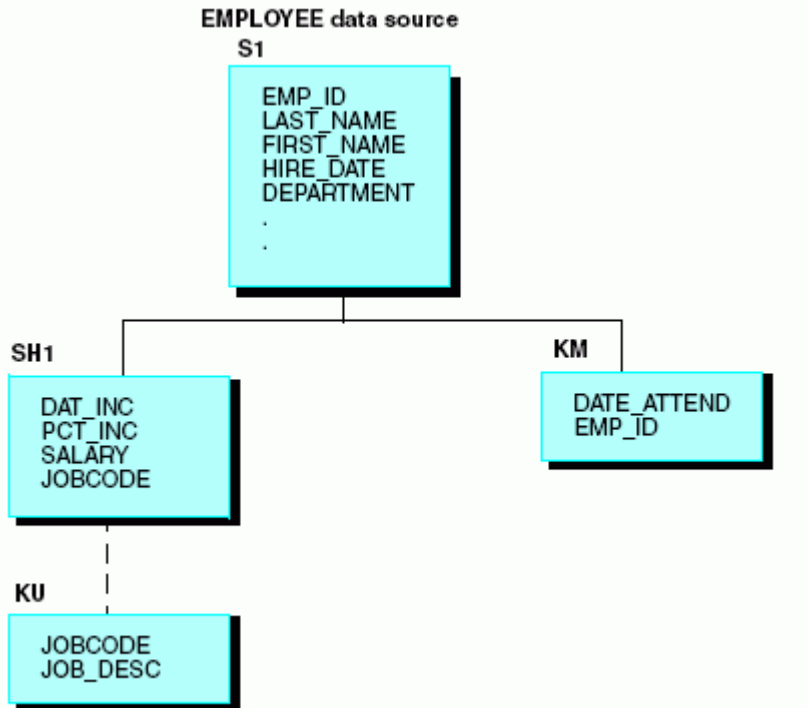 EMPLOYEE data source
S1
EMP_ID
LAST_NAME
FIRST_NAME
HIRE_DATE
DEPARTMENT
.
.
SH1
DAT_INC
PCT_INC
SALARY
JOBCODE
KM
DATE_ATTEND
EMP_ID
KU
JOBCODE
JOB_DESC